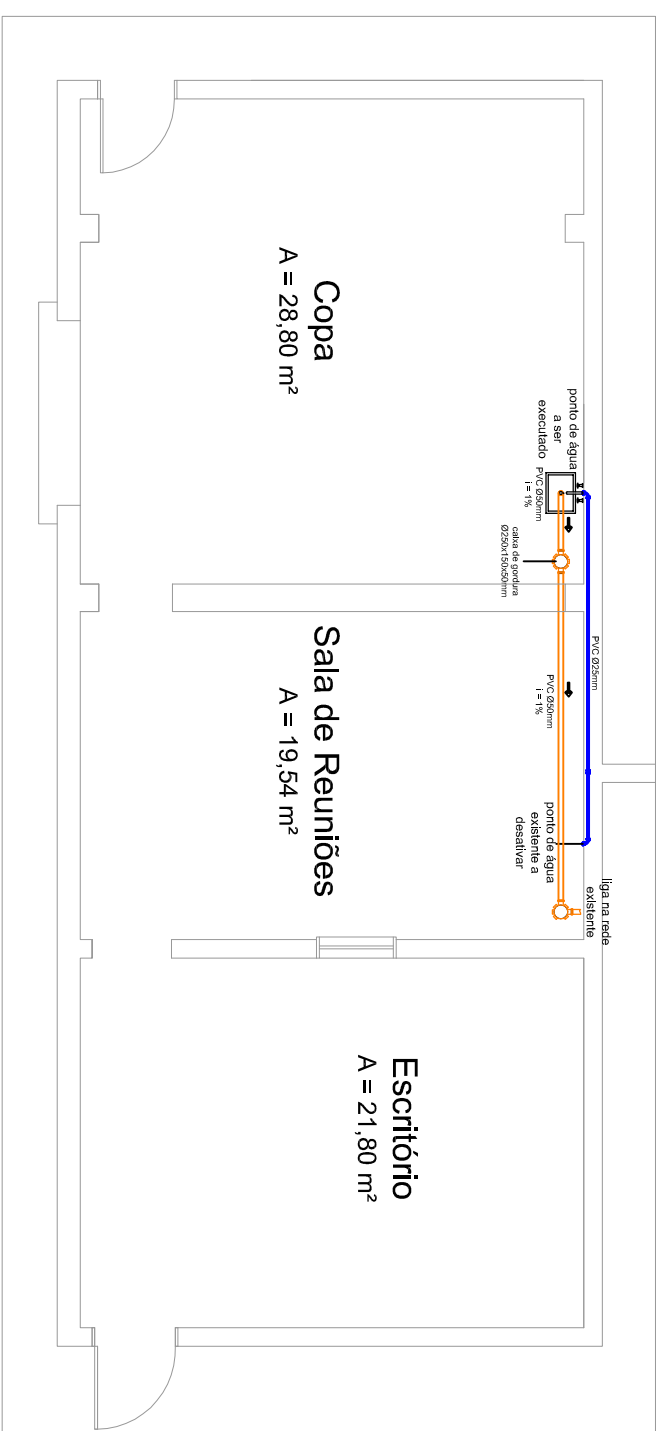 ponto de água
a ser
executado
PVC Ø50mm
i = 1%
caixa de gordura
Ø250x150x50mm
PVC Ø25mm
PVC Ø50mm
i = 1%
ponto de água
existente a
desativar
liga na rede
existente
Copa
A = 28,80 m²
Sala de Reuniões
A = 19,54 m²
Escritório
A = 21,80 m²